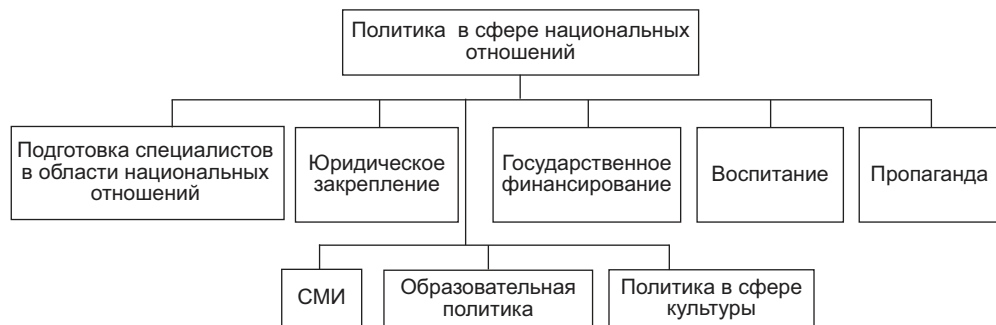 Политика в сфере национальных
отношений
Подготовка специалистов
в области национальных
отношений
Юридическое
закрепление
Государственное
финансирование
Воспитание
Пропаганда
СМИ
Образовательная
политика
Политика в сфере
культуры